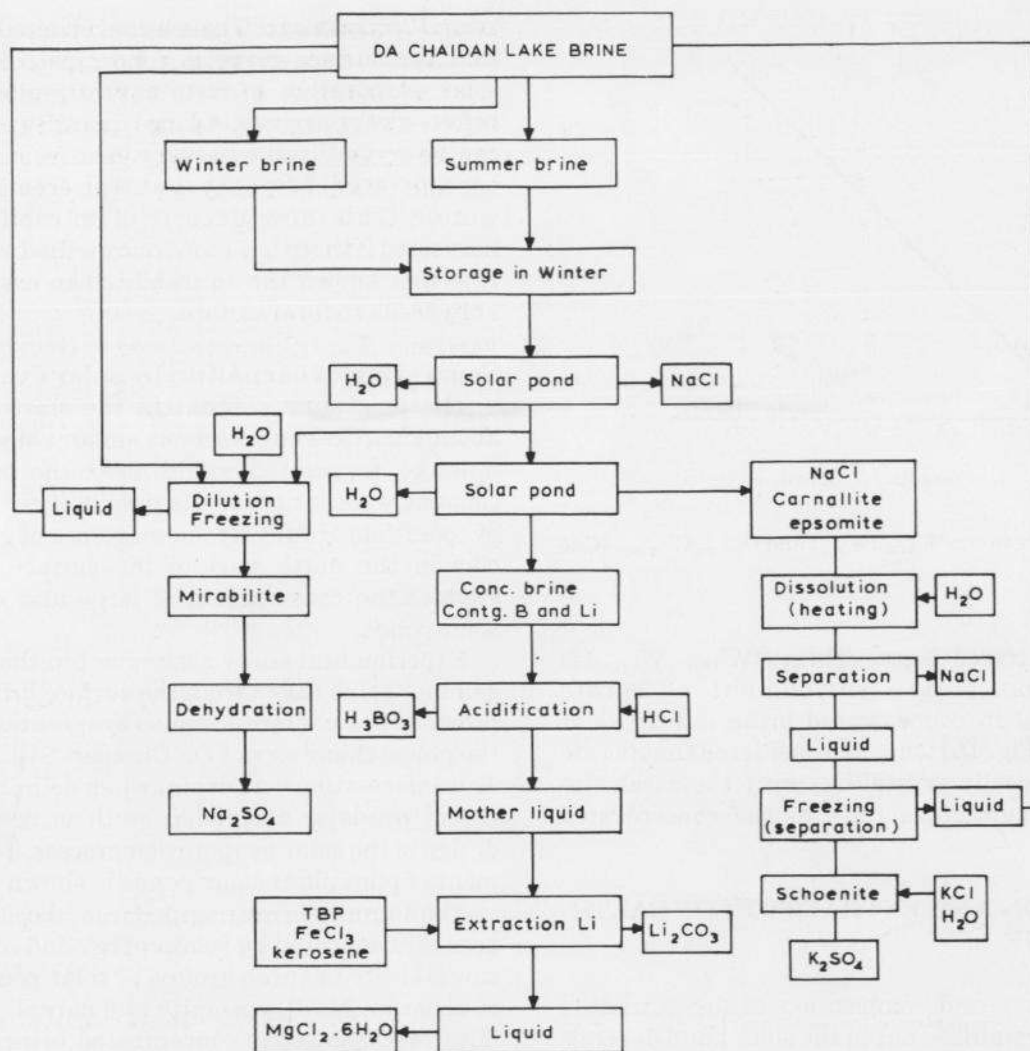 DA CHAIDAN LAKE BRINE
Winter brine
Summer brine
Storage in Winter
H₂O
Solar pond
NaCl
H₂O
H₂O
Solar pond
NaCl
Carnallite
epsomite
Liquid
Dilution
Freezing
Mirabilite
Conc. brine
Contg. B and Li
Dissolution
(heating)
H₂O
Separation
NaCl
Dehydration
H₃BO₃
Acidification
HCl
Liquid
Na₂SO₄
Mother liquid
Freezing
(separation)
Liquid
Schoenite
KCl
H₂O
TBP
FeCl₃
kerosene
Extraction Li
Li₂CO₃
K₂SO₄
MgCl₂·6H₂O
Liquid